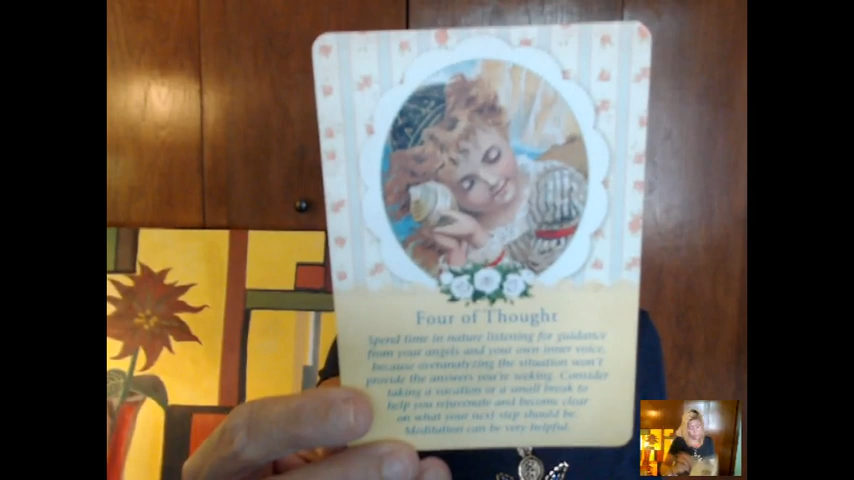 Four of Thought
Spend time in nature listening for guidance
from your angels and your own inner voice,
because overanalyzing the situation won't
provide the answers you're seeking. Consider
taking a vacation or a small break to
help you rejuvenate and become clear
on what your next step should be.
Meditation can be very helpful.